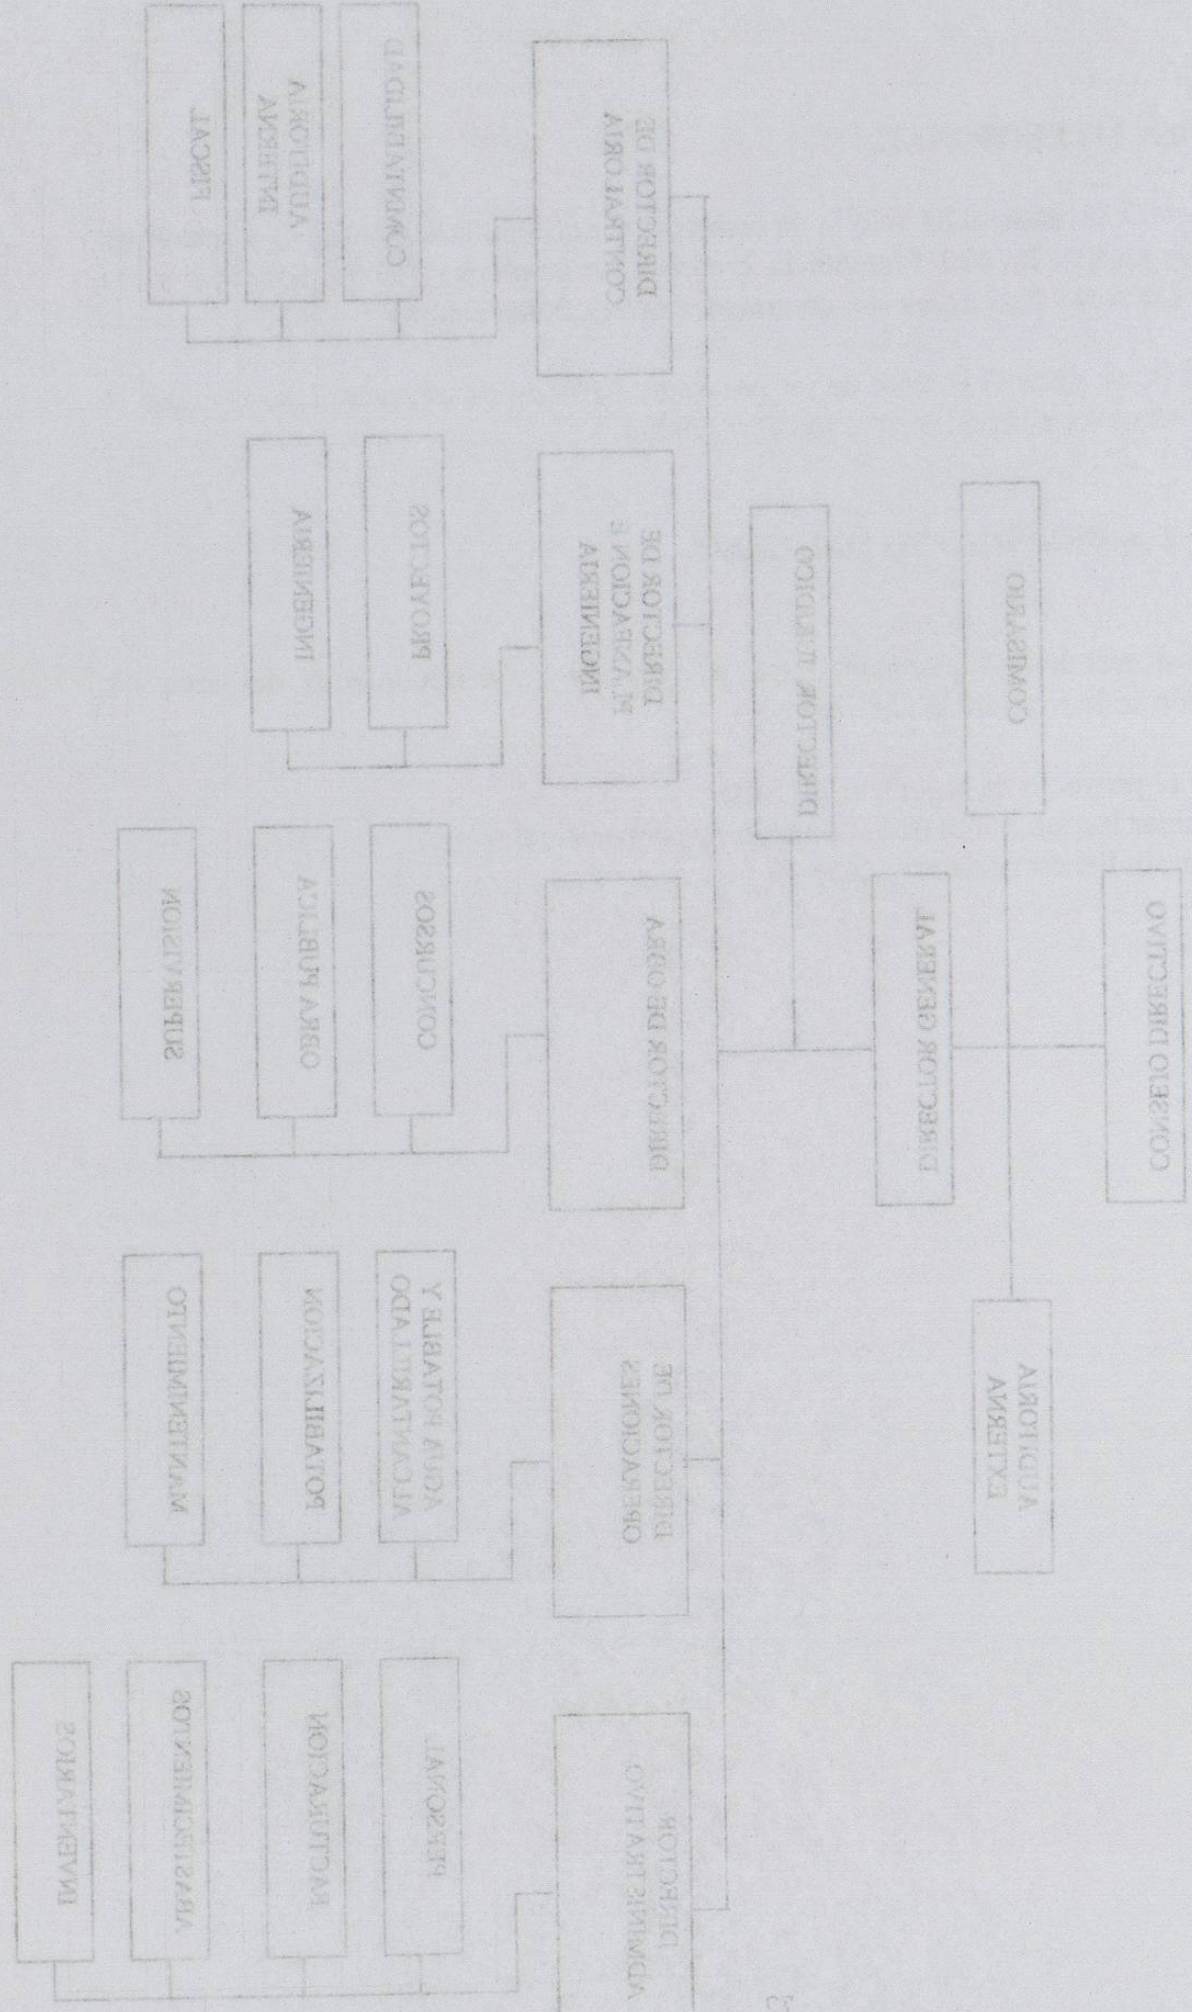 CONSEJO DIRECTIVO
COMISARIO
AUDITORIA
EXTERNA
DIRECTOR GENERAL
DIRECTOR JURIDICO
DIRECTOR DE
CONTRALORIA
DIRECTOR DE
PLANEACION E
INGENIERIA
DIRECTOR DE OBRA
DIRECTOR DE
OPERACIONES
DIRECTOR
ADMINISTRATIVO
CONTABILIDAD
AUDITORIA
INTERNA
FISCAL
PROYECTOS
INGENIERIA
CONCURSOS
OBRA PUBLICA
SUPERVISION
AGUA POTABLE Y
ALCANTARILLADO
POTABILIZACION
MANTENIMIENTO
PERSONAL
FACTURACION
ABASTECIMIENTOS
INVENTARIOS